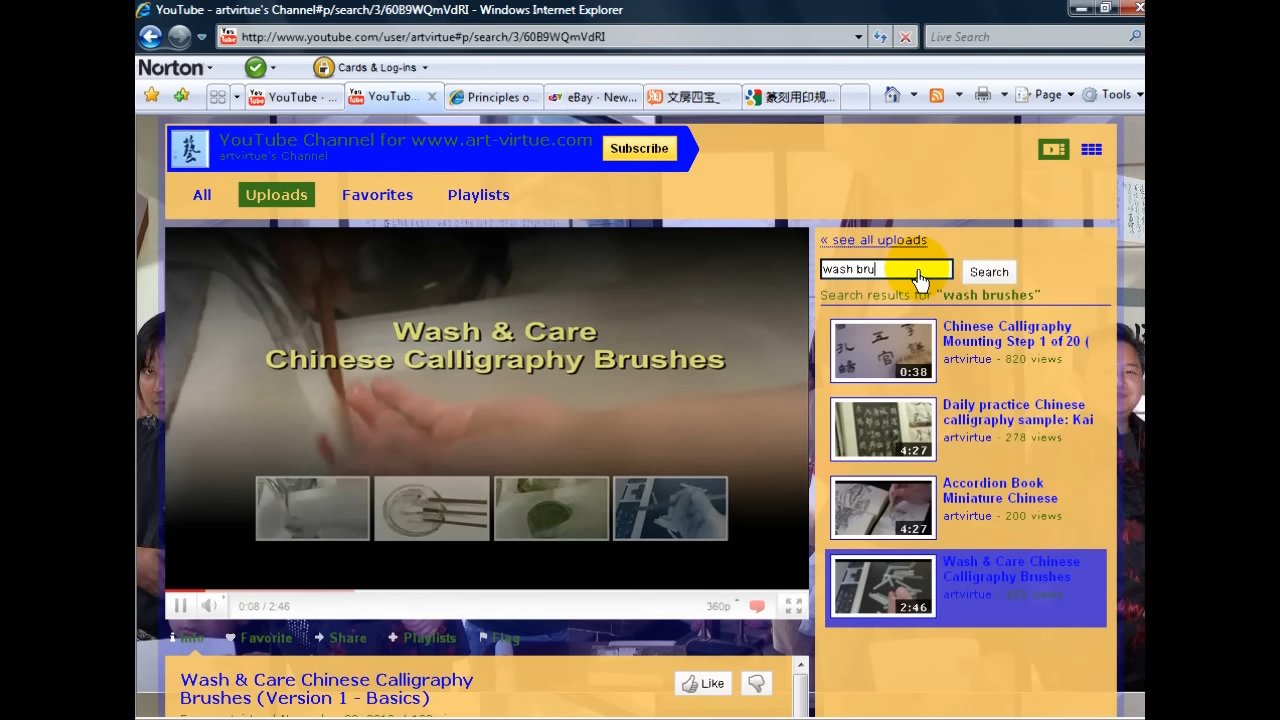 YouTube - artvirtue's Channel#p/search/3/60B9WQmVdRI - Windows Internet Explorer
http://www.youtube.com/user/artvirtue#p/search/3/60B9WQmVdRI
Live Search
Norton
Cards & Log-ins
YouTube - ...
YouTub...
Principles o...
eBay - New...
文房四宝_...
篆刻用印規...
Page
Tools
YouTube Channel for www.art-virtue.com
artvirtue's Channel
Subscribe
All
Uploads
Favorites
Playlists
« see all uploads
wash bru
Search
Search results for "wash brushes"
Wash & Care
Chinese Calligraphy Brushes
Chinese Calligraphy
Mounting Step 1 of 20 (
artvirtue - 820 views
0:38
Daily practice Chinese
calligraphy sample: Kai
artvirtue - 278 views
4:27
Accordion Book
Miniature Chinese
artvirtue - 200 views
4:27
Wash & Care Chinese
Calligraphy Brushes
artvirtue -
2:46
0:08 / 2:46
360p
Info
Favorite
Share
Playlists
Flag
Wash & Care Chinese Calligraphy
Brushes (Version 1 - Basics)
Like